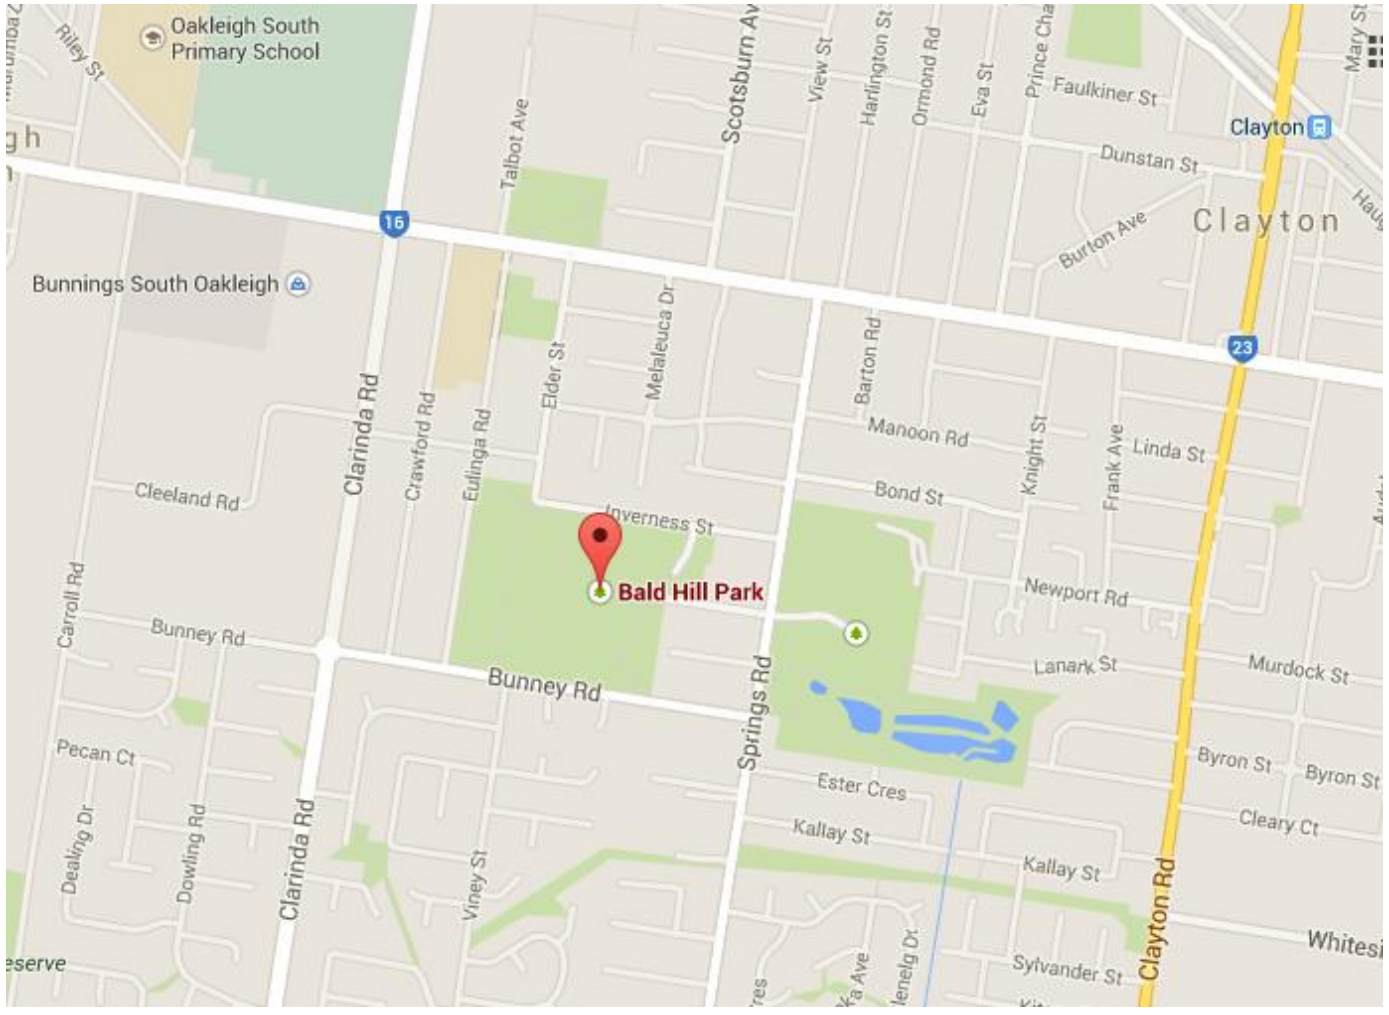 Oakleigh South
Primary School
Riley St
Talbot Ave
View St
Harlington St
Ormond Rd
Eva St
Faulkiner St
Mary St
Clayton
Dunstan St
gh
16
Clayton
Burton Ave
Bunnings South Oakleigh
Melaleuca Dr
Elder St
Barton Rd
23
Clarinda Rd
Crawford Rd
Eulinga Rd
Manoon Rd
Knight St
Frank Ave
Linda St
Cleeland Rd
Bond St
Inverness St
Carroll Rd
Bald Hill Park
Newport Rd
Bunney Rd
Bunney Rd
Springs Rd
Lanark St
Murdock St
Pecan Ct
Ester Cres
Byron St
Byron St
Dealing Dr
Dowling Rd
Clarinda Rd
Viney St
Kallay St
Kallay St
Cleary Ct
Clayton Rd
Whitesi
eserve
Sylvander St